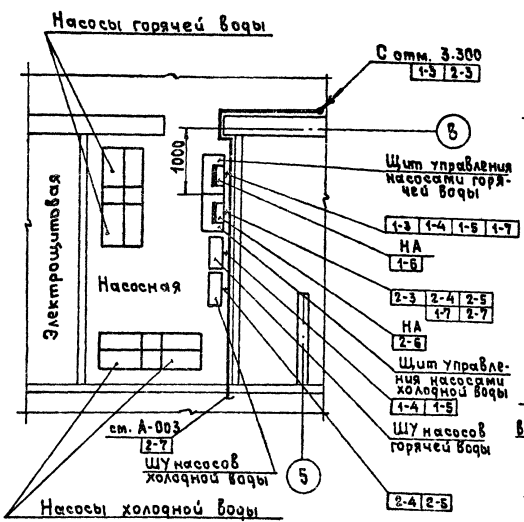 Насосы горячей воды
С отм. 3.300
1-3 2-3
В
1000
Щит управления
насосами горя-
чей воды
Электрощитовая
Насосная
1-3 1-4 1-5 1-7
НА
1-6
2-3 2-4 2-5
1-7 2-7
НА
2-6
Щит управле-
ния насосами
холодной воды
1-4 1-5
см. А-003
2-7
ШУ насосов
холодной воды
5
ШУ насосов
горячей воды
В
2-4 2-5
Насосы холодной воды